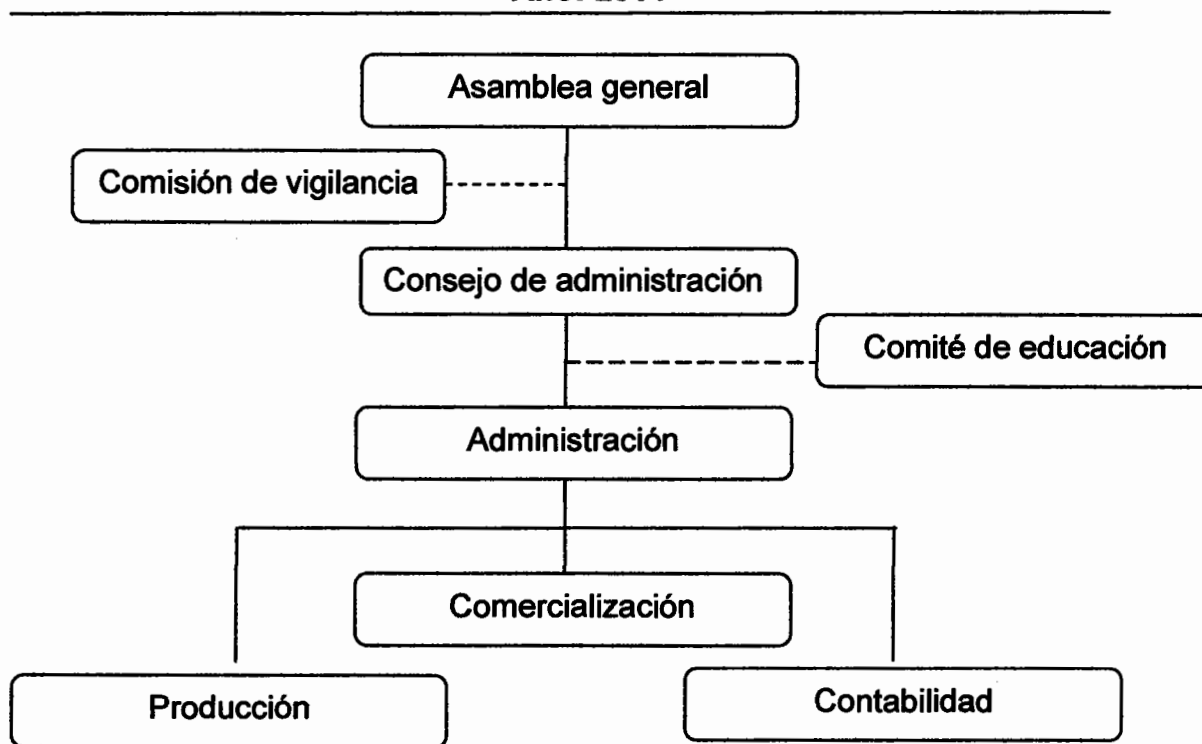 Asamblea general
Comisión de vigilancia
Consejo de administración
Comité de educación
Administración
Comercialización
Producción
Contabilidad